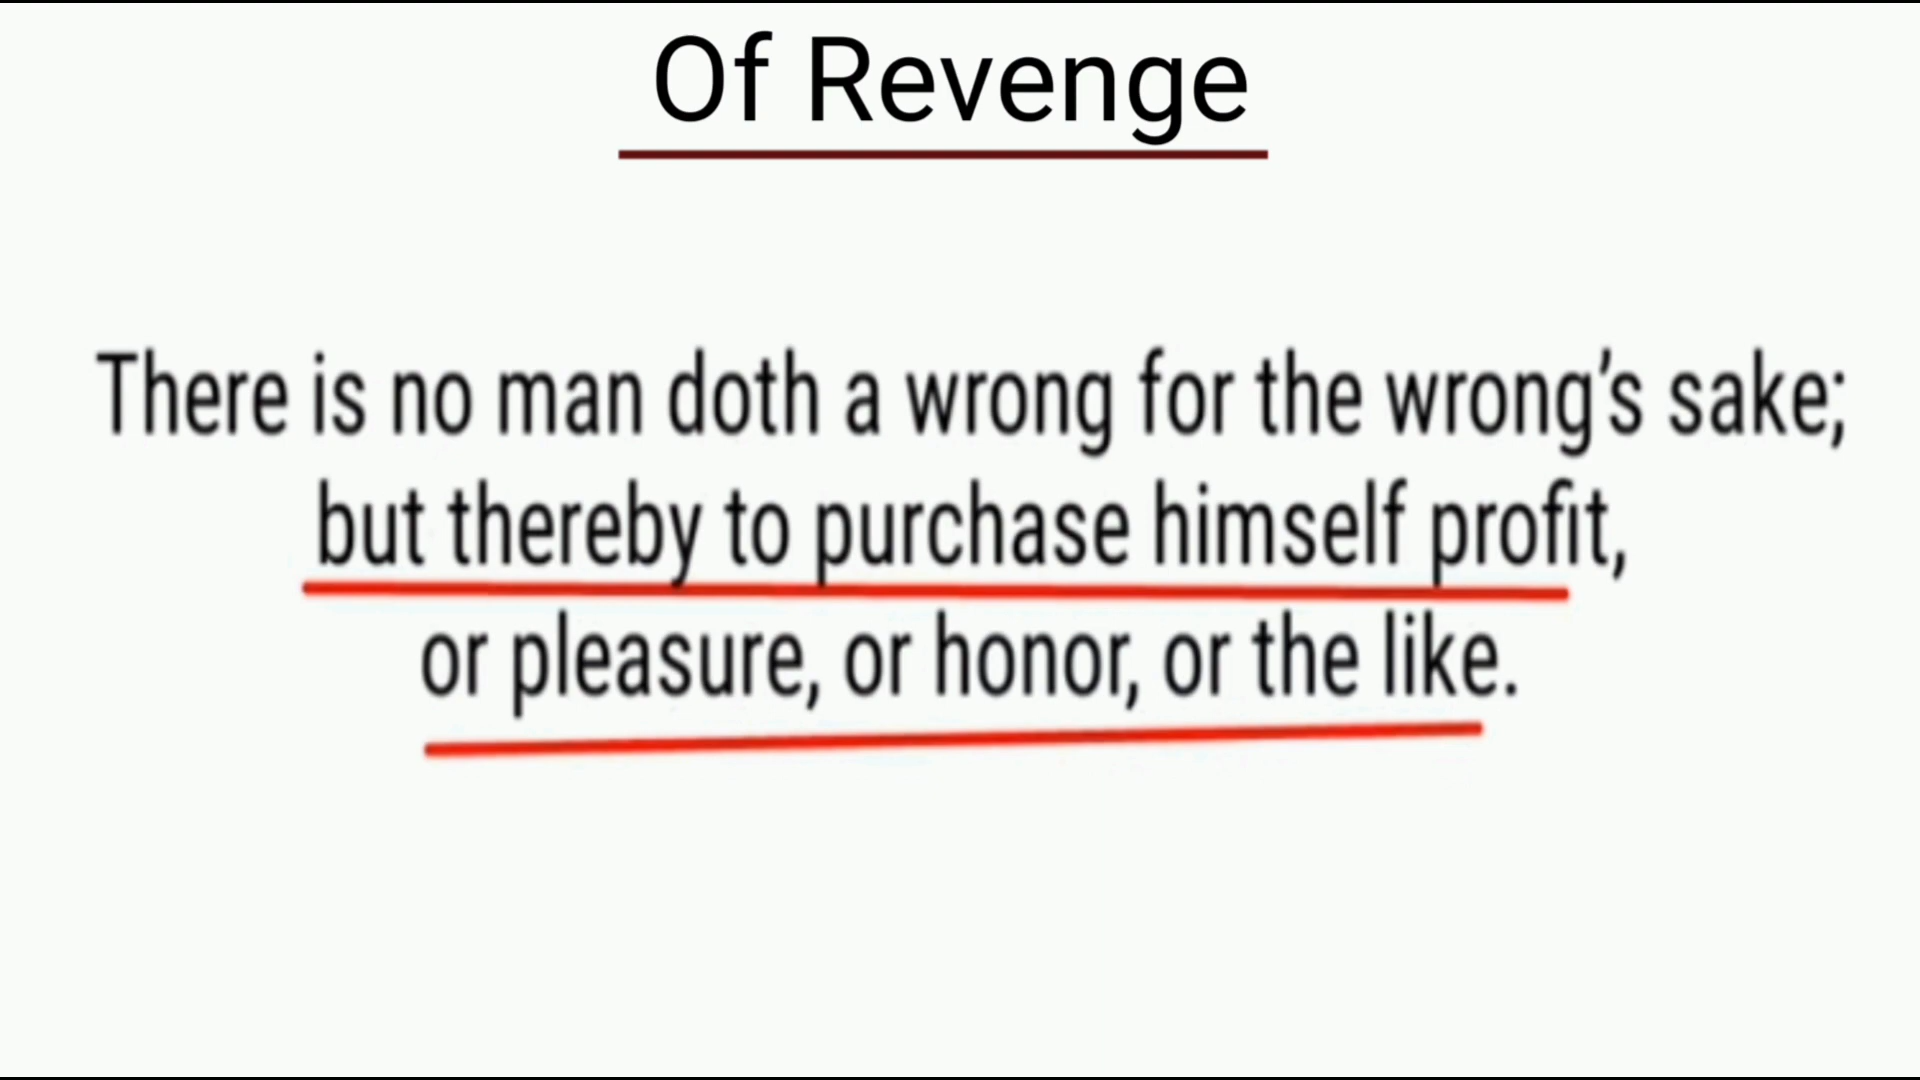 Of Revenge
There is no man doth a wrong for the wrong’s sake;
but thereby to purchase himself profit,
or pleasure, or honor, or the like.